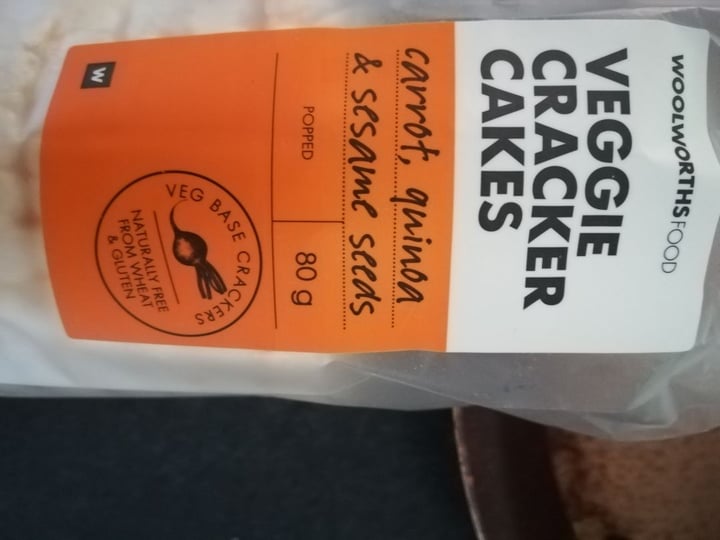 WOOLWORTHS FOOD
VEGGIE
CRACKER
CAKES
carrot, quinoa
& sesame seeds
POPPED
80 g
VEG BASE CRACKERS
NATURALLY FREE
FROM WHEAT
& GLUTEN
W